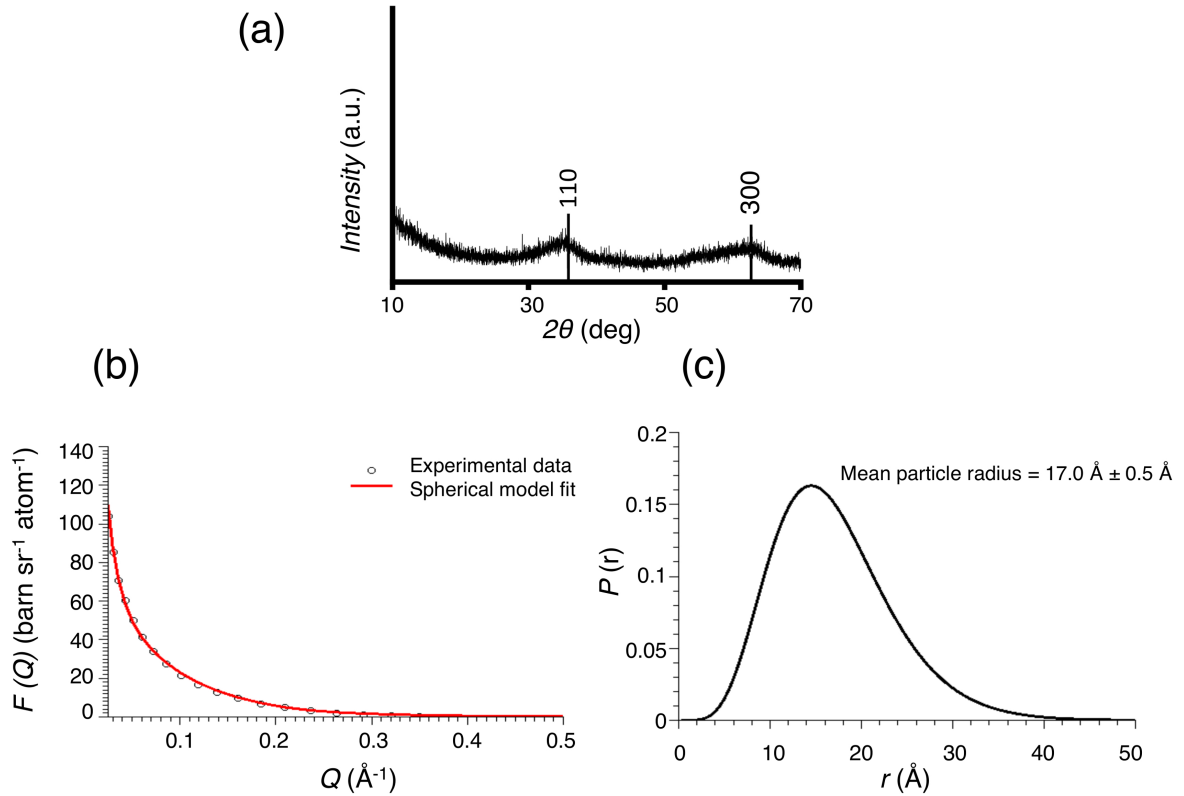 (a)
Intensity (a.u.)
110
300
10
30
50
70
2θ (deg)
(b)
F (Q) (barn sr⁻¹ atom⁻¹)
140
120
100
80
60
40
20
0
Experimental data
Spherical model fit
0.1
0.2
0.3
0.4
0.5
Q (Å⁻¹)
(c)
P (r)
0.2
0.15
0.1
0.05
0
Mean particle radius = 17.0 Å ± 0.5 Å
0
10
20
30
40
50
r (Å)